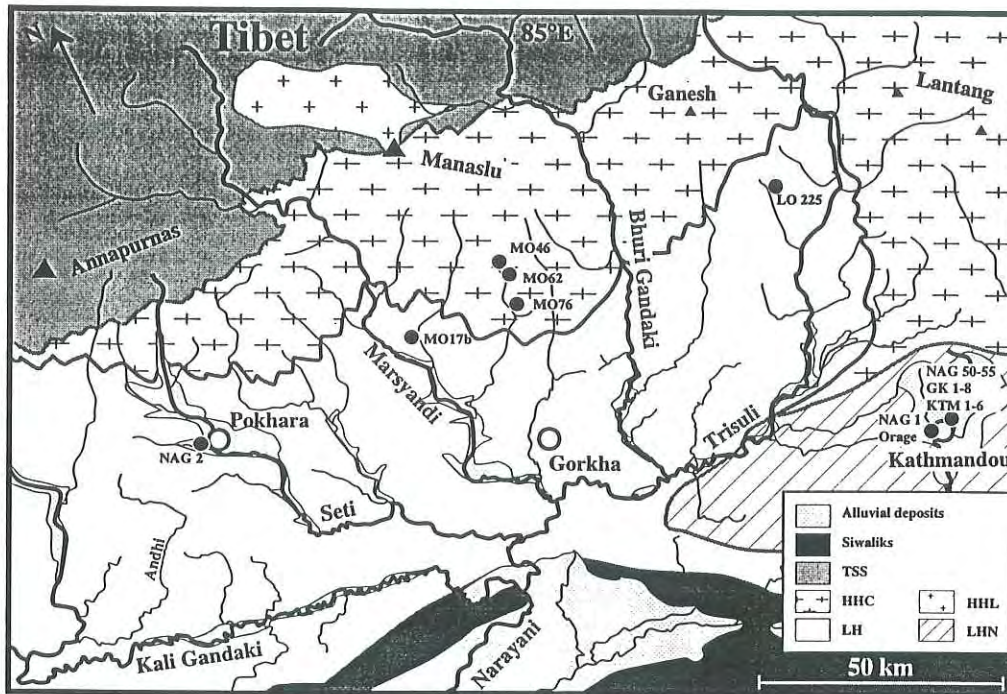 N
Tibet
85°E
Lantang
Ganesh
Manaslu
LO 225
Annapurnas
Bhuri Gandaki
MO46
MO62
MO76
MO17b
Marsyandi
NAG 50-55
GK 1-8
KTM 1-6
NAG 1
Orage
Kathmandou
Pokhara
NAG 2
Gorkha
Trisuli
Seti
Andhi
Kali Gandaki
Narayani
Alluvial deposits
Siwaliks
TSS
HHC
HHL
LH
LHN
50 km